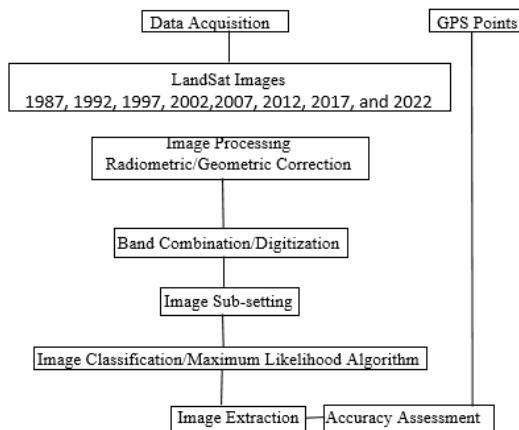 Data Acquisition
GPS Points
LandSat Images
1987, 1992, 1997, 2002,2007, 2012, 2017, and 2022
Image Processing
Radiometric/Geometric Correction
Band Combination/Digitization
Image Sub-setting
Image Classification/Maximum Likelihood Algorithm
Image Extraction
Accuracy Assessment